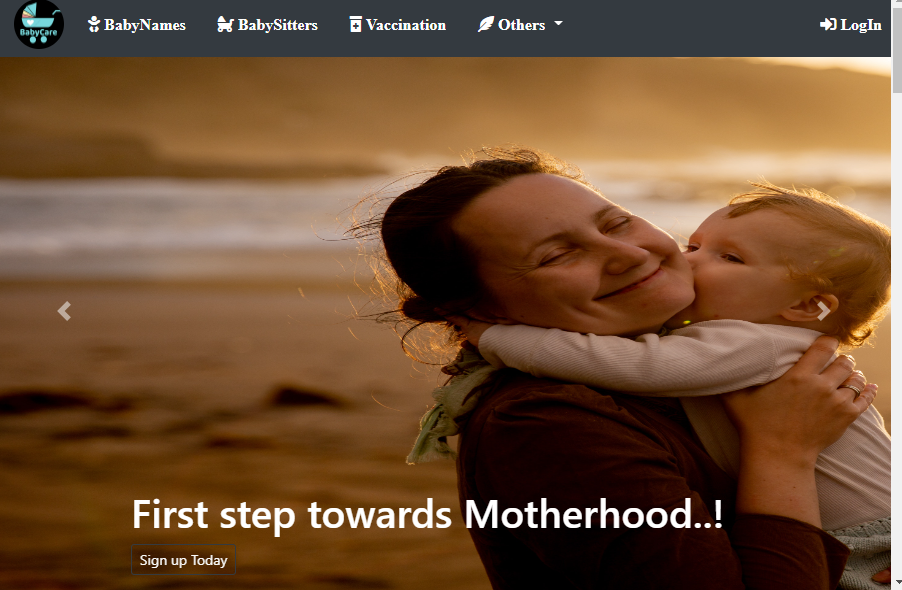 BabyCare
BabyNames
BabySitters
Vaccination
Others
LogIn
First step towards Motherhood..!
Sign up Today